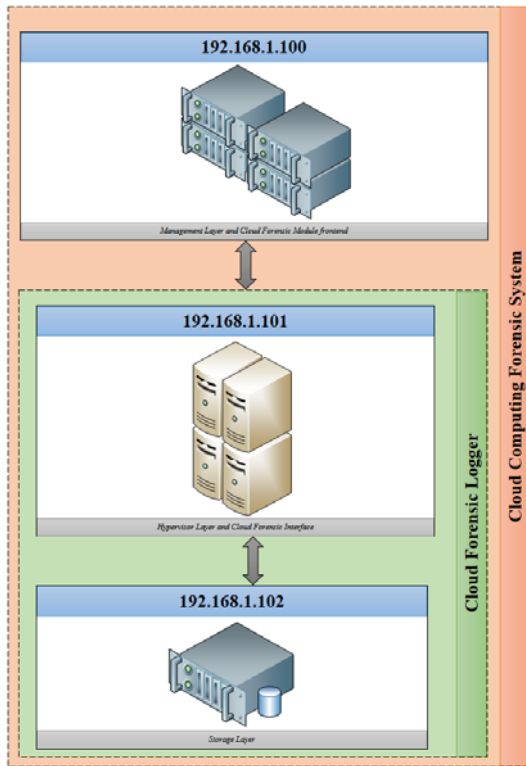 192.168.1.100
Management Layer and Cloud Forensic Module frontend
192.168.1.101
Hypervisor Layer and Cloud Forensic Interface
192.168.1.102
Storage Layer
Cloud Forensic Logger
Cloud Computing Forensic System